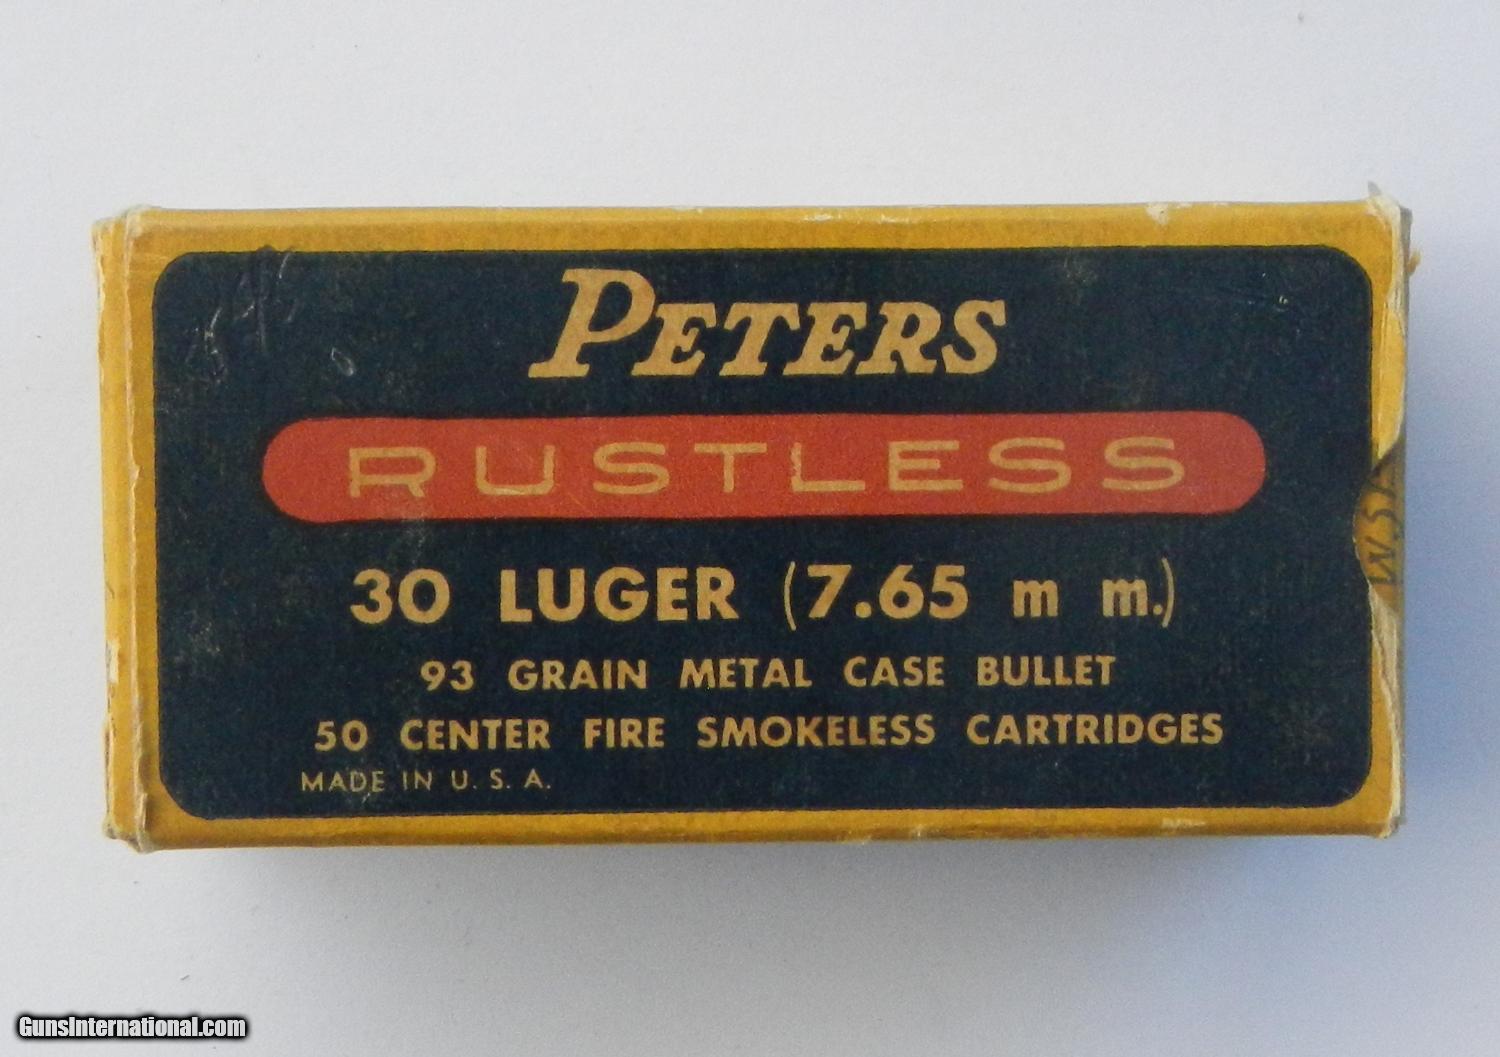 PETERS
RUSTLESS
30 LUGER (7.65 m m.)
93 GRAIN METAL CASE BULLET
50 CENTER FIRE SMOKELESS CARTRIDGES
MADE IN U. S. A.
GunsInternational.com